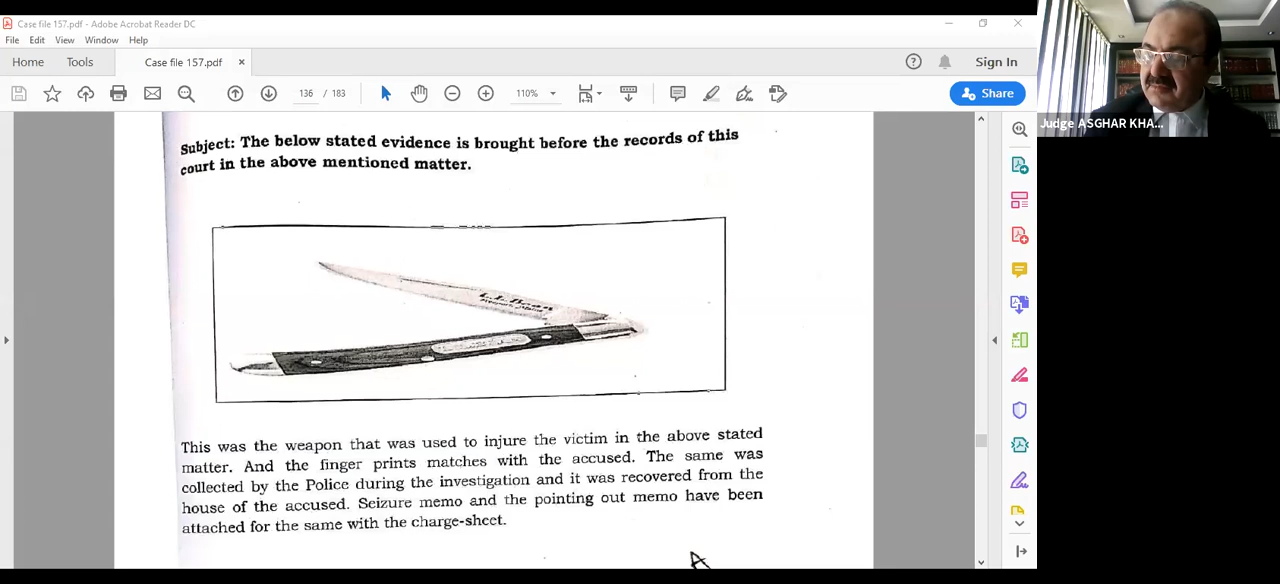 Case file 157.pdf - Adobe Acrobat Reader DC
File Edit View Window Help
Home Tools Case file 157.pdf × Sign In
136 / 183 110% Share
Judge ASGHAR KHA...
Subject: The below stated evidence is brought before the records of this
court in the above mentioned matter.
L.L.Bean
This was the weapon that was used to injure the victim in the above stated
matter. And the finger prints matches with the accused. The same was
collected by the Police during the investigation and it was recovered from the
house of the accused. Seizure memo and the pointing out memo have been
attached for the same with the charge-sheet.